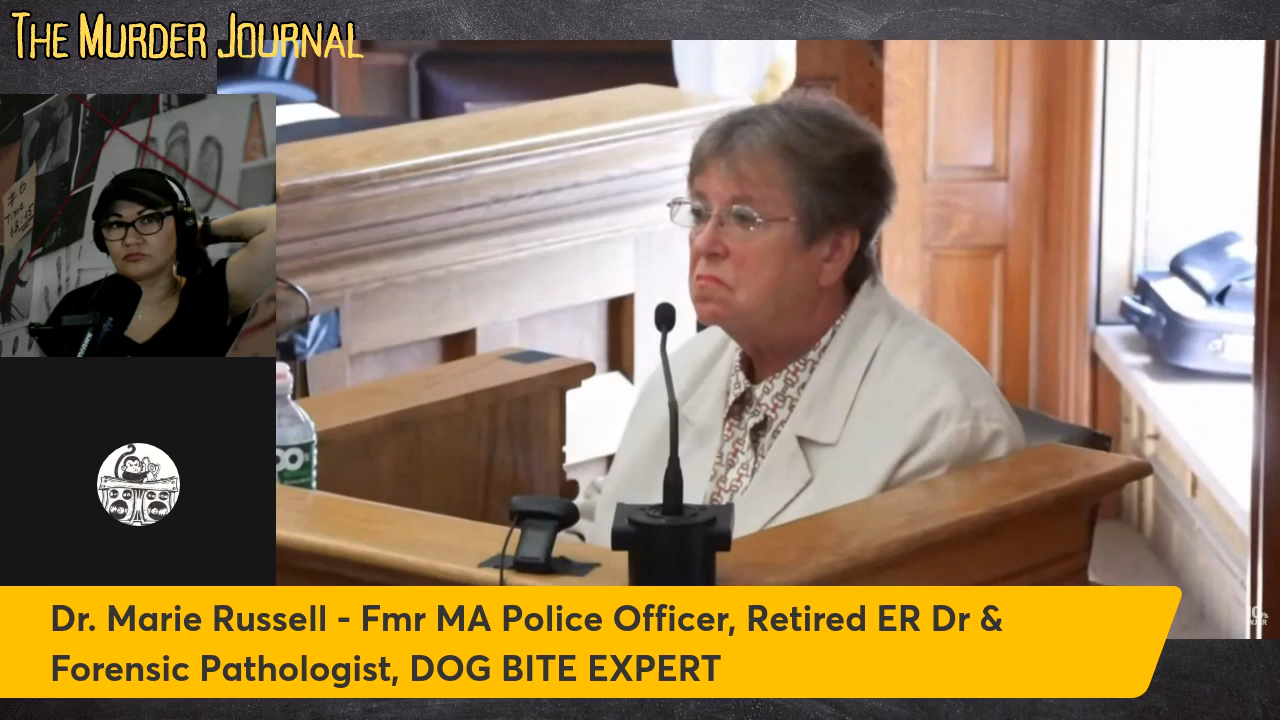 THE MURDER JOURNAL
Dr. Marie Russell - Fmr MA Police Officer, Retired ER Dr &
Forensic Pathologist, DOG BITE EXPERT